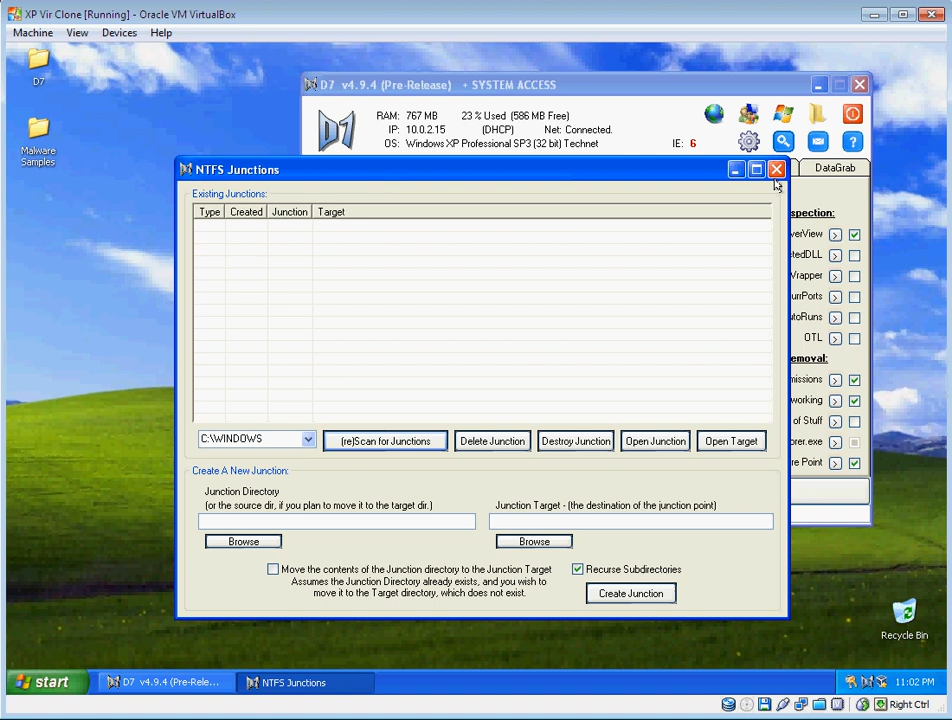 XP Vir Clone [Running] - Oracle VM VirtualBox
Machine View Devices Help
D7
Malware
Samples
D7 v4.9.4 (Pre-Release) + SYSTEM ACCESS
D7
RAM: 767 MB 23 % Used (586 MB Free)
IP: 10.0.2.15 (DHCP) Net: Connected.
OS: Windows XP Professional SP3 (32 bit) Technet IE: 6
DataGrab
NTFS Junctions
Existing Junctions:
Type Created Junction Target
spection:
verView
tedDLL
Wrapper
urrPorts
utoRuns
OTL
emoval:
missions
working
of Stuff
rer.exe
re Point
C:\WINDOWS (re)Scan for Junctions Delete Junction Destroy Junction Open Junction Open Target
Create A New Junction:
Junction Directory
(or the source dir, if you plan to move it to the target dir.) Junction Target - (the destination of the junction point)
Browse Browse
Move the contents of the Junction directory to the Junction Target Recurse Subdirectories
Assumes the Junction Directory already exists, and you wish to
move it to the Target directory, which does not exist. Create Junction
Recycle Bin
start D7 v4.9.4 (Pre-Rele... NTFS Junctions 11:02 PM
Right Ctrl